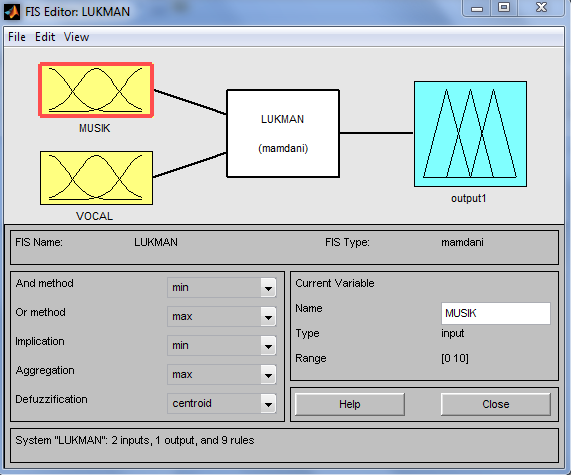 FIS Editor: LUKMAN
File Edit View
MUSIK
VOCAL
LUKMAN
(mamdani)
output1
FIS Name: LUKMAN FIS Type: mamdani
And method min
Or method max
Implication min
Aggregation max
Defuzzification centroid
Current Variable
Name MUSIK
Type input
Range [0 10]
Help Close
System "LUKMAN": 2 inputs, 1 output, and 9 rules